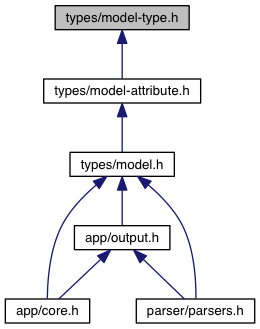 types/model-type.h
types/model-attribute.h
types/model.h
app/output.h
app/core.h
parser/parsers.h